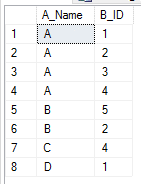 A_Name B_ID
1 A 1
2 A 2
3 A 3
4 A 4
5 B 5
6 B 2
7 C 4
8 D 1